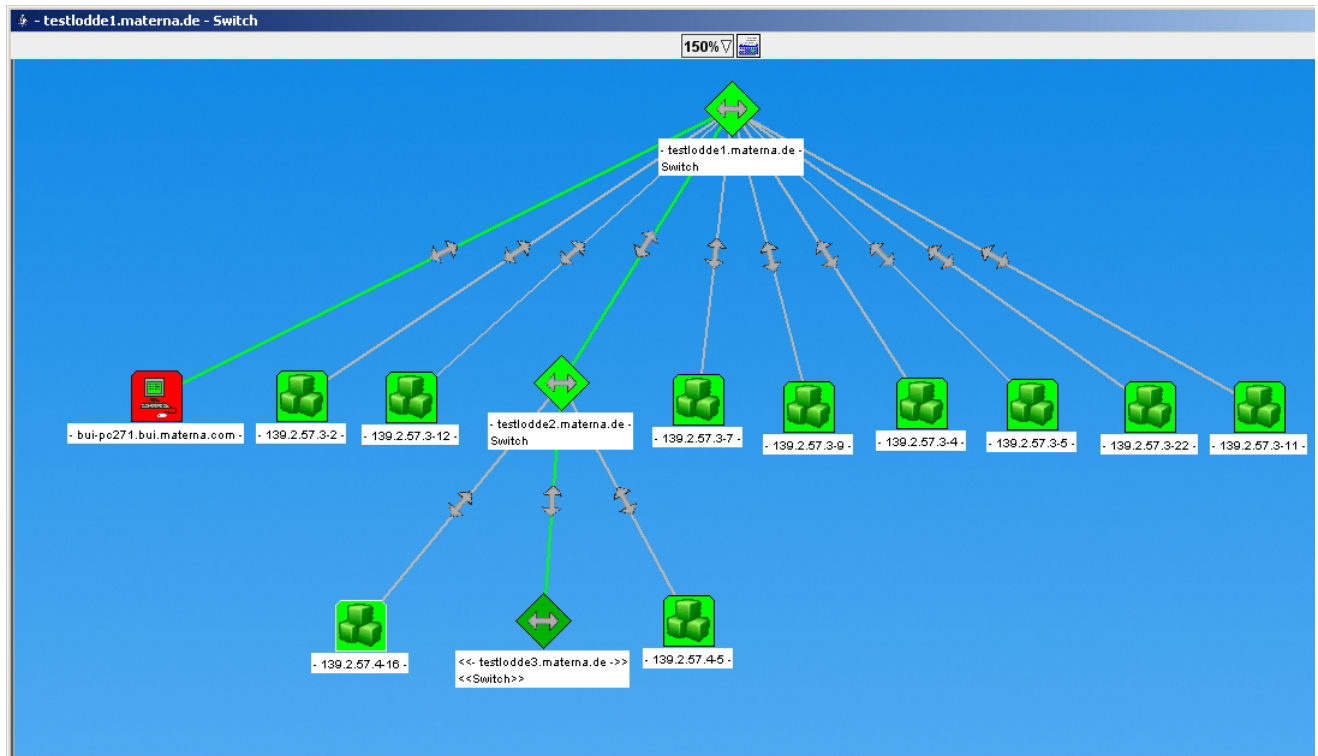 - testlodde1.materna.de - Switch
150%
- testlodde1.materna.de -
Switch
- bui-pc271.bui.materna.com -
- 139.2.57.3-2 -
- 139.2.57.3-12 -
- testlodde2.materna.de -
Switch
- 139.2.57.3-7 -
- 139.2.57.3-9 -
- 139.2.57.3-4 -
- 139.2.57.3-5 -
- 139.2.57.3-22 -
- 139.2.57.3-11 -
- 139.2.57.4-16 -
<<- testlodde3.materna.de ->>
<<Switch>>
- 139.2.57.4-5 -